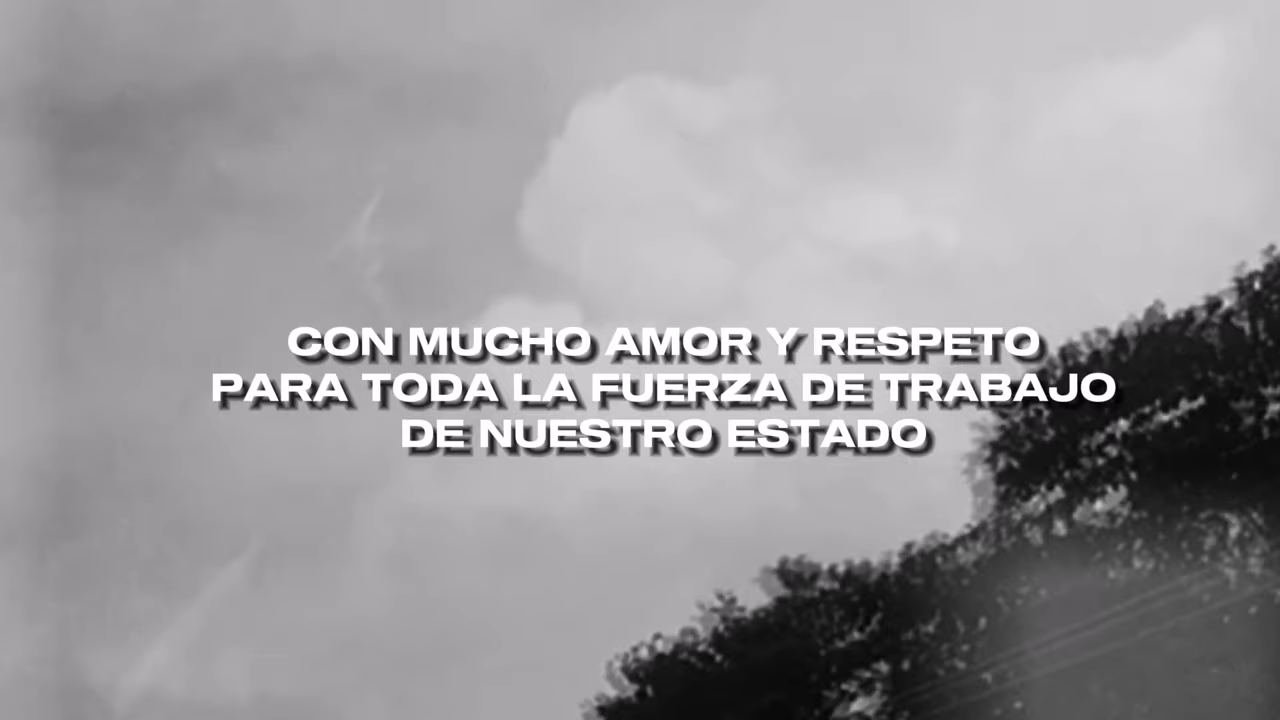 CON MUCHO AMOR Y RESPETO
PARA TODA LA FUERZA DE TRABAJO
DE NUESTRO ESTADO